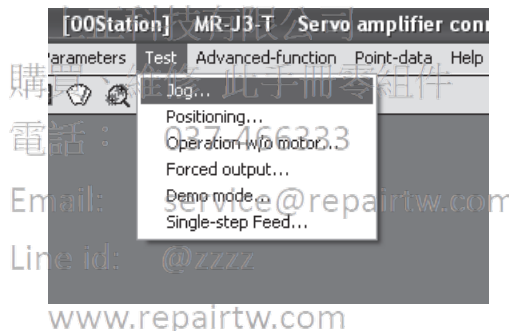 [00Station] MR-J3-T Servo amplifier conn
Parameters Test Advanced-function Point-data Help
購買、維修 此手冊零組件
Jog...
Positioning...
電話： 037-466333
Operation w/o motor...
Forced output...
Email: service@repairtw.com
Demo mode...
Single-step Feed...
Line id: @zzzz
www.repairtw.com